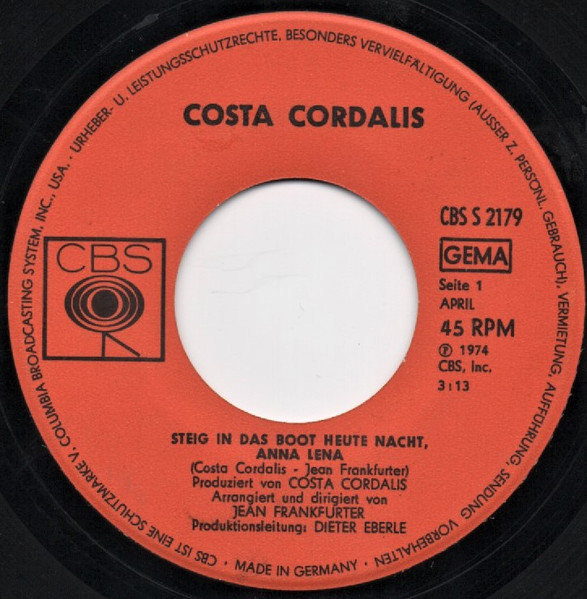 COSTA CORDALIS
CBS
CBS S 2179
GEMA
Seite 1
APRIL
45 RPM
℗ 1974
CBS, Inc.
3:13
STEIG IN DAS BOOT HEUTE NACHT,
ANNA LENA
(Costa Cordalis - Jean Frankfurter)
Produziert von COSTA CORDALIS
Arrangiert und dirigiert von
JEAN FRANKFURTER
Produktionsleitung: DIETER EBERLE
CBS IST EINE SCHUTZMARKE V. COLUMBIA BROADCASTING SYSTEM, INC., USA. · URHEBER- U. LEISTUNGSSCHUTZRECHTE, BESONDERS VERVIELFÄLTIGUNG (AUSSER Z. PERSÖNL. GEBRAUCH), VERMIETUNG, AUFFÜHRUNG, SENDUNG VORBEHALTEN · MADE IN GERMANY ·